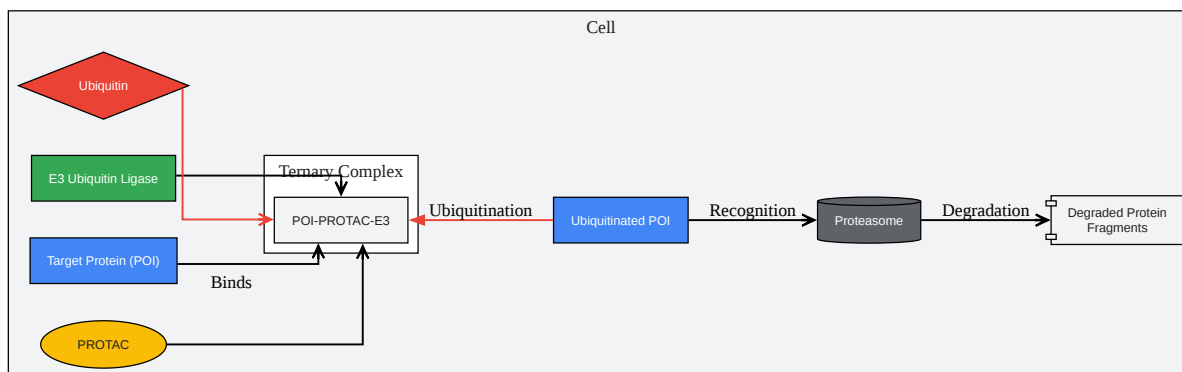 Cell
Ubiquitin
E3 Ubiquitin Ligase
Ternary Complex
POI-PROTAC-E3
Ubiquitination
Ubiquitinated POI
Recognition
Proteasome
Degradation
Degraded Protein
Fragments
Target Protein (POI)
Binds
PROTAC